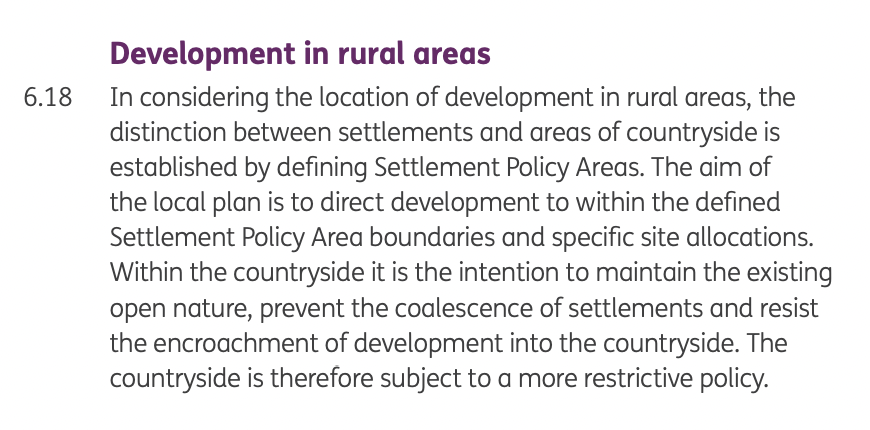 Development in rural areas
6.18 In considering the location of development in rural areas, the
distinction between settlements and areas of countryside is
established by defining Settlement Policy Areas. The aim of
the local plan is to direct development to within the defined
Settlement Policy Area boundaries and specific site allocations.
Within the countryside it is the intention to maintain the existing
open nature, prevent the coalescence of settlements and resist
the encroachment of development into the countryside. The
countryside is therefore subject to a more restrictive policy.